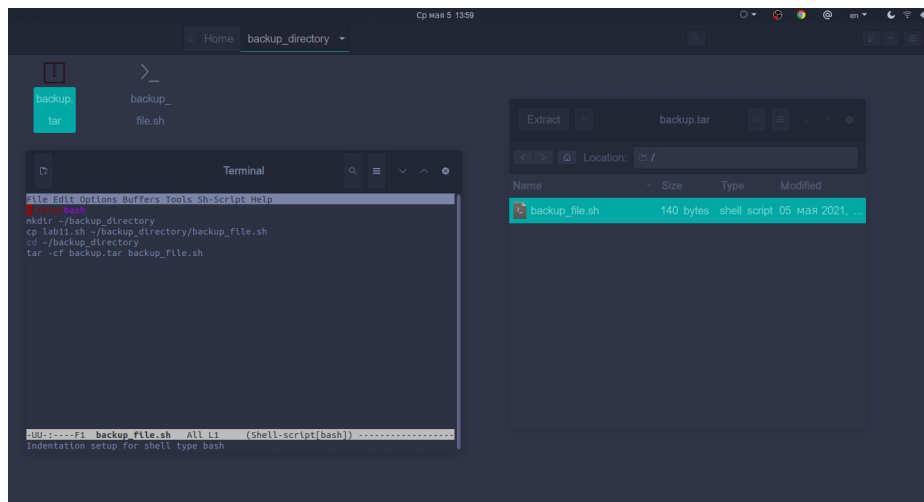 Ср мая 5 13:59
en
Home backup_directory
backup.
tar
backup_
file.sh
Extract + backup.tar
Location: /
Name Size Type Modified
backup_file.sh 140 bytes shell script 05 мая 2021, ...
Terminal
File Edit Options Buffers Tools Sh-Script Help
bash
mkdir ~/backup_directory
cp lab11.sh ~/backup_directory/backup_file.sh
cd ~/backup_directory
tar -cf backup.tar backup_file.sh
-UU-:----F1 backup_file.sh All L1 (Shell-script[bash]) ------------------
Indentation setup for shell type bash